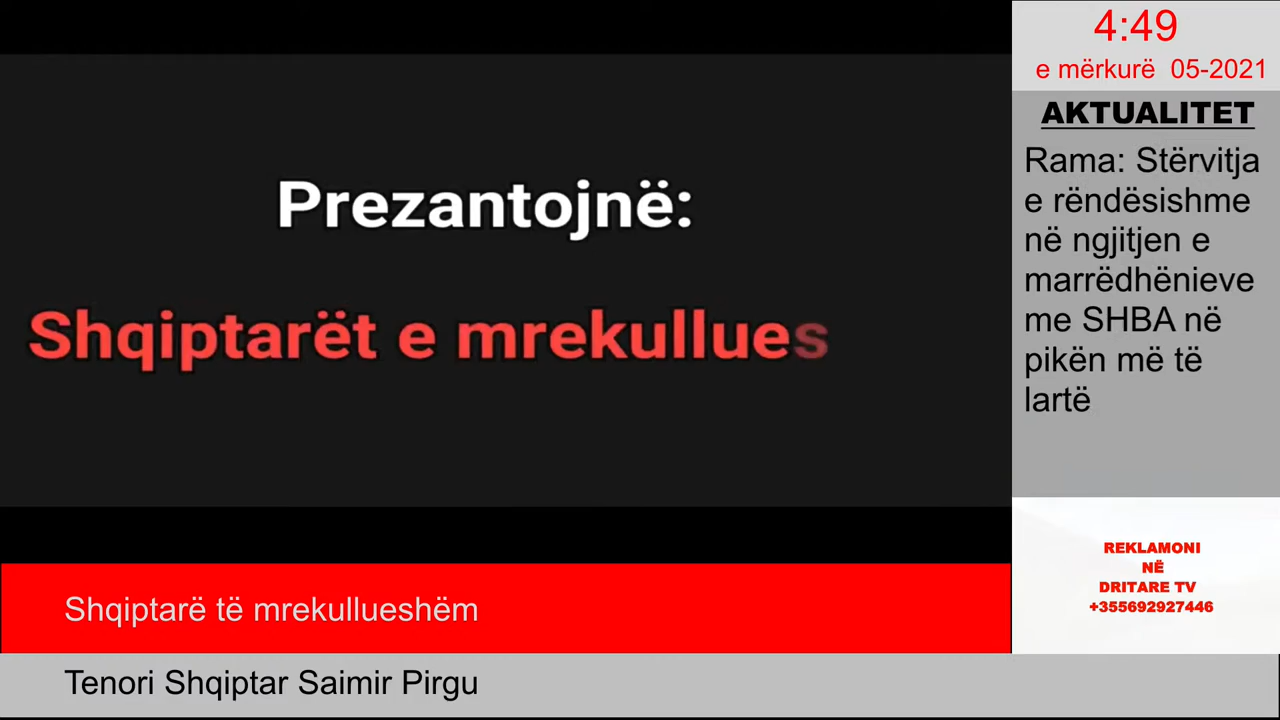 Prezantojnë:
Shqiptarët e mrekullues
4:49
e mërkurë 05-2021
AKTUALITET
Rama: Stërvitja
e rëndësishme
në ngjitjen e
marrëdhënieve
me SHBA në
pikën më të
lartë
REKLAMONI
NË
DRITARE TV
+355692927446
Shqiptarë të mrekullueshëm
Tenori Shqiptar Saimir Pirgu